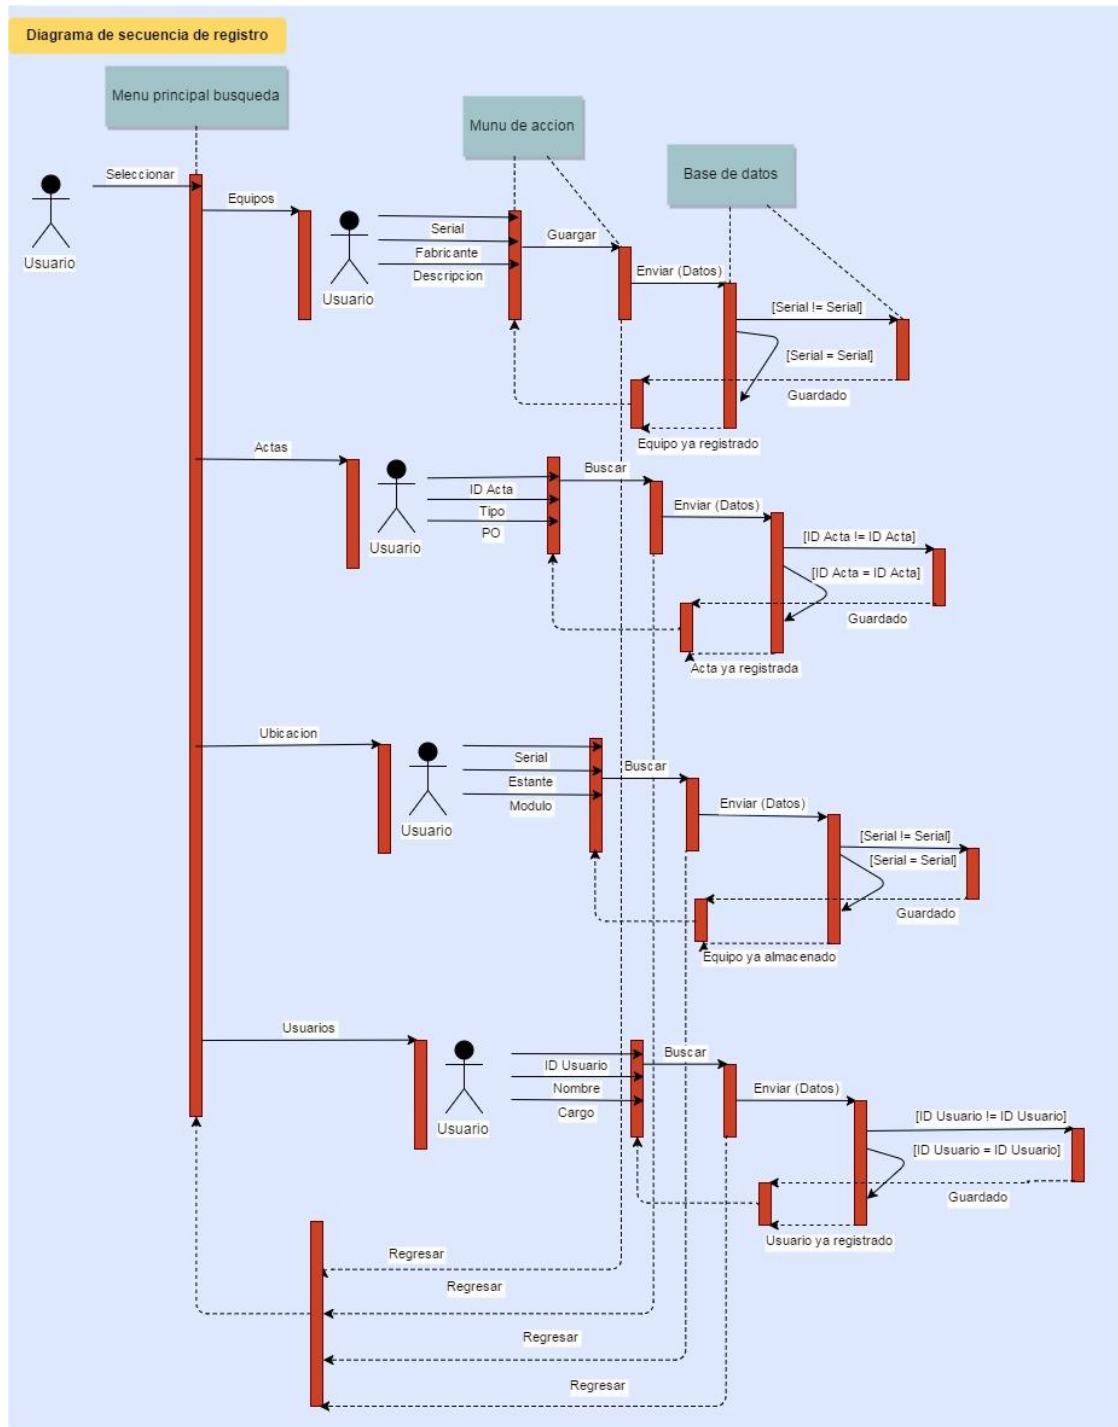 Diagrama de secuencia de registro
Menu principal busqueda
Munu de accion
Base de datos
Seleccionar
Usuario
Equipos
Usuario
Serial
Fabricante
Descripcion
Guargar
Enviar (Datos)
[Serial != Serial]
[Serial = Serial]
Guardado
Equipo ya registrado
Actas
Usuario
ID Acta
Tipo
PO
Buscar
Enviar (Datos)
[ID Acta != ID Acta]
[ID Acta = ID Acta]
Guardado
Acta ya registrada
Ubicacion
Usuario
Serial
Estante
Modulo
Buscar
Enviar (Datos)
[Serial != Serial]
[Serial = Serial]
Guardado
Equipo ya almacenado
Usuarios
Usuario
ID Usuario
Nombre
Cargo
Buscar
Enviar (Datos)
[ID Usuario != ID Usuario]
[ID Usuario = ID Usuario]
Guardado
Usuario ya registrado
Regresar
Regresar
Regresar
Regresar